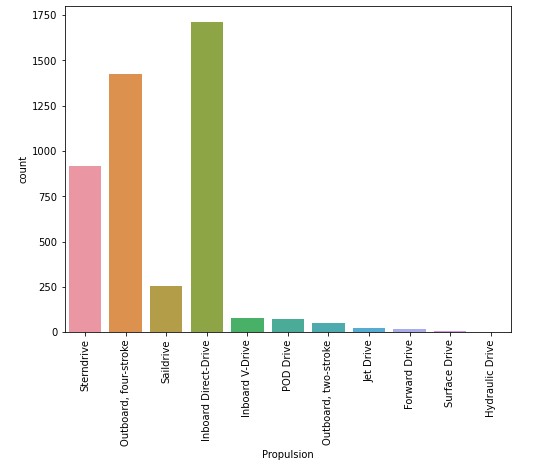 1750
1500
1250
1000
750
500
250
0
count
Sterndrive
Outboard, four-stroke
Saildrive
Inboard Direct-Drive
Inboard V-Drive
POD Drive
Outboard, two-stroke
Jet Drive
Forward Drive
Surface Drive
Hydraulic Drive
Propulsion